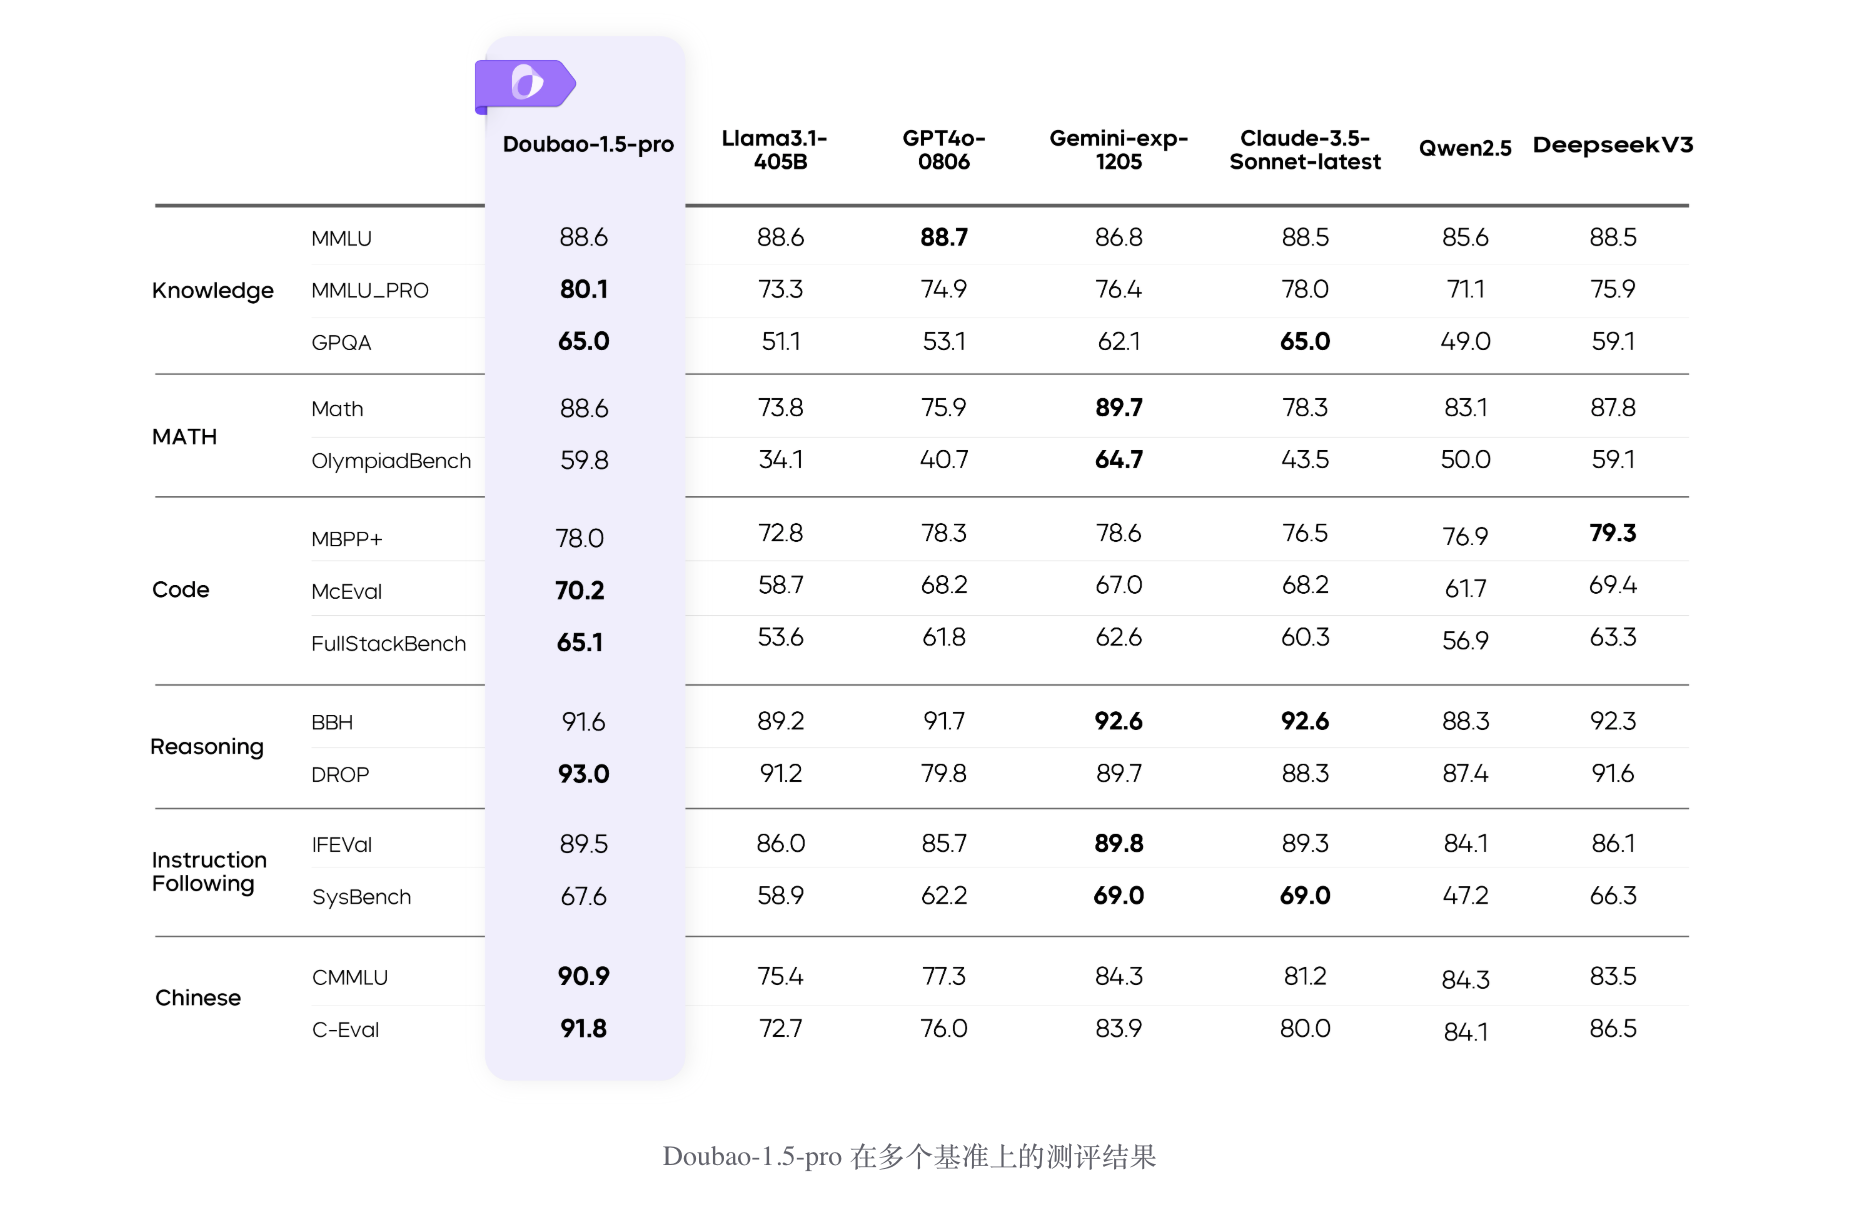 Doubao-1.5-pro Llama3.1-405B GPT4o-0806 Gemini-exp-1205 Claude-3.5-Sonnet-latest Qwen2.5 DeepseekV3
Knowledge
MMLU 88.6 88.6 88.7 86.8 88.5 85.6 88.5
MMLU_PRO 80.1 73.3 74.9 76.4 78.0 71.1 75.9
GPQA 65.0 51.1 53.1 62.1 65.0 49.0 59.1
MATH
Math 88.6 73.8 75.9 89.7 78.3 83.1 87.8
OlympiadBench 59.8 34.1 40.7 64.7 43.5 50.0 59.1
Code
MBPP+ 78.0 72.8 78.3 78.6 76.5 76.9 79.3
McEval 70.2 58.7 68.2 67.0 68.2 61.7 69.4
FullStackBench 65.1 53.6 61.8 62.6 60.3 56.9 63.3
Reasoning
BBH 91.6 89.2 91.7 92.6 92.6 88.3 92.3
DROP 93.0 91.2 79.8 89.7 88.3 87.4 91.6
Instruction Following
IFEVal 89.5 86.0 85.7 89.8 89.3 84.1 86.1
SysBench 67.6 58.9 62.2 69.0 69.0 47.2 66.3
Chinese
CMMLU 90.9 75.4 77.3 84.3 81.2 84.3 83.5
C-Eval 91.8 72.7 76.0 83.9 80.0 84.1 86.5
Doubao-1.5-pro 在多个基准上的测评结果